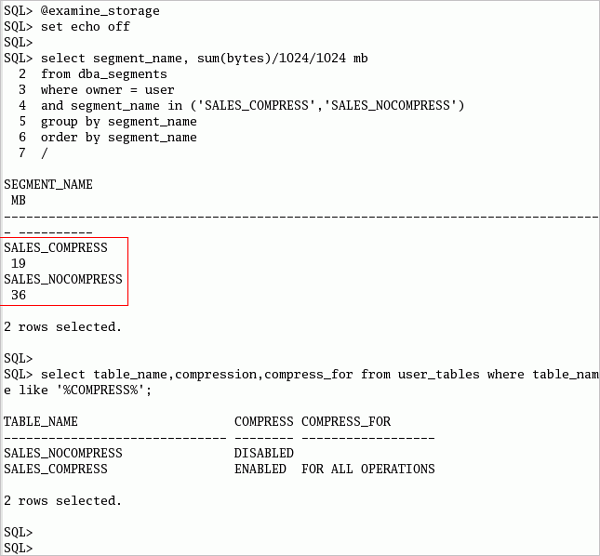 SQL> @examine_storage
SQL> set echo off
SQL>
SQL> select segment_name, sum(bytes)/1024/1024 mb
  2  from dba_segments
  3  where owner = user
  4  and segment_name in ('SALES_COMPRESS','SALES_NOCOMPRESS')
  5  group by segment_name
  6  order by segment_name
  7  /

SEGMENT_NAME
 MB
--------------------------------------------------------------------------------
- ----------
SALES_COMPRESS
 19
SALES_NOCOMPRESS
 36

2 rows selected.

SQL>
SQL> select table_name,compression,compress_for from user_tables where table_nam
e like '%COMPRESS%';

TABLE_NAME                     COMPRESS COMPRESS_FOR
------------------------------ -------- ------------------
SALES_NOCOMPRESS               DISABLED
SALES_COMPRESS                 ENABLED  FOR ALL OPERATIONS

2 rows selected.

SQL>
SQL>